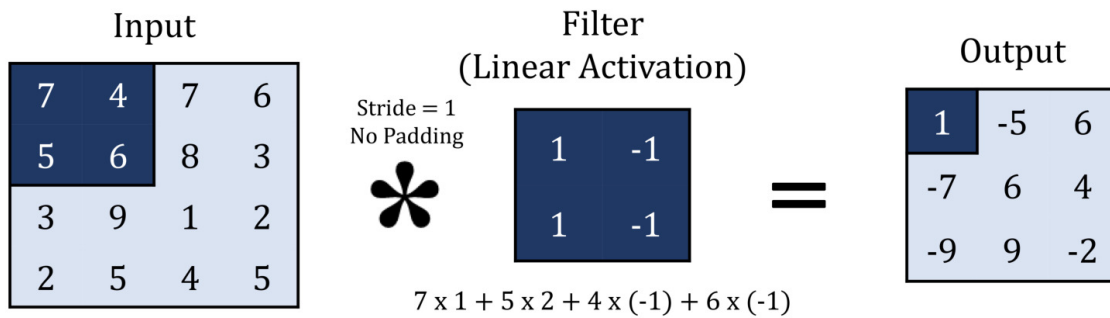 Input
7 4 7 6
5 6 8 3
3 9 1 2
2 5 4 5
Stride = 1
No Padding
*
Filter
(Linear Activation)
1 -1
1 -1
7 x 1 + 5 x 2 + 4 x (-1) + 6 x (-1)
=
Output
1 -5 6
-7 6 4
-9 9 -2